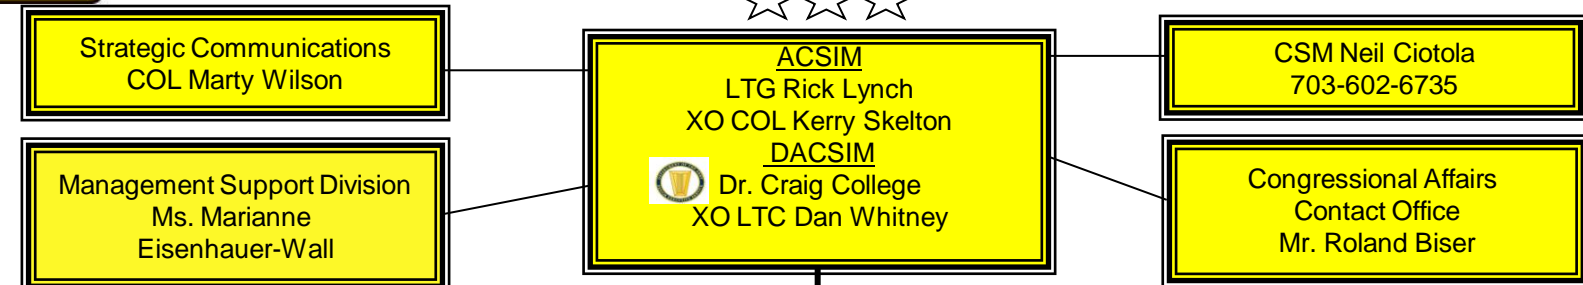 Strategic Communications
COL Marty Wilson
Management Support Division
Ms. Marianne
Eisenhauer-Wall
ACSIM
LTG Rick Lynch
XO COL Kerry Skelton
DACSIM
Dr. Craig College
XO LTC Dan Whitney
CSM Neil Ciotola
703-602-6735
Congressional Affairs
Contact Office
Mr. Roland Biser